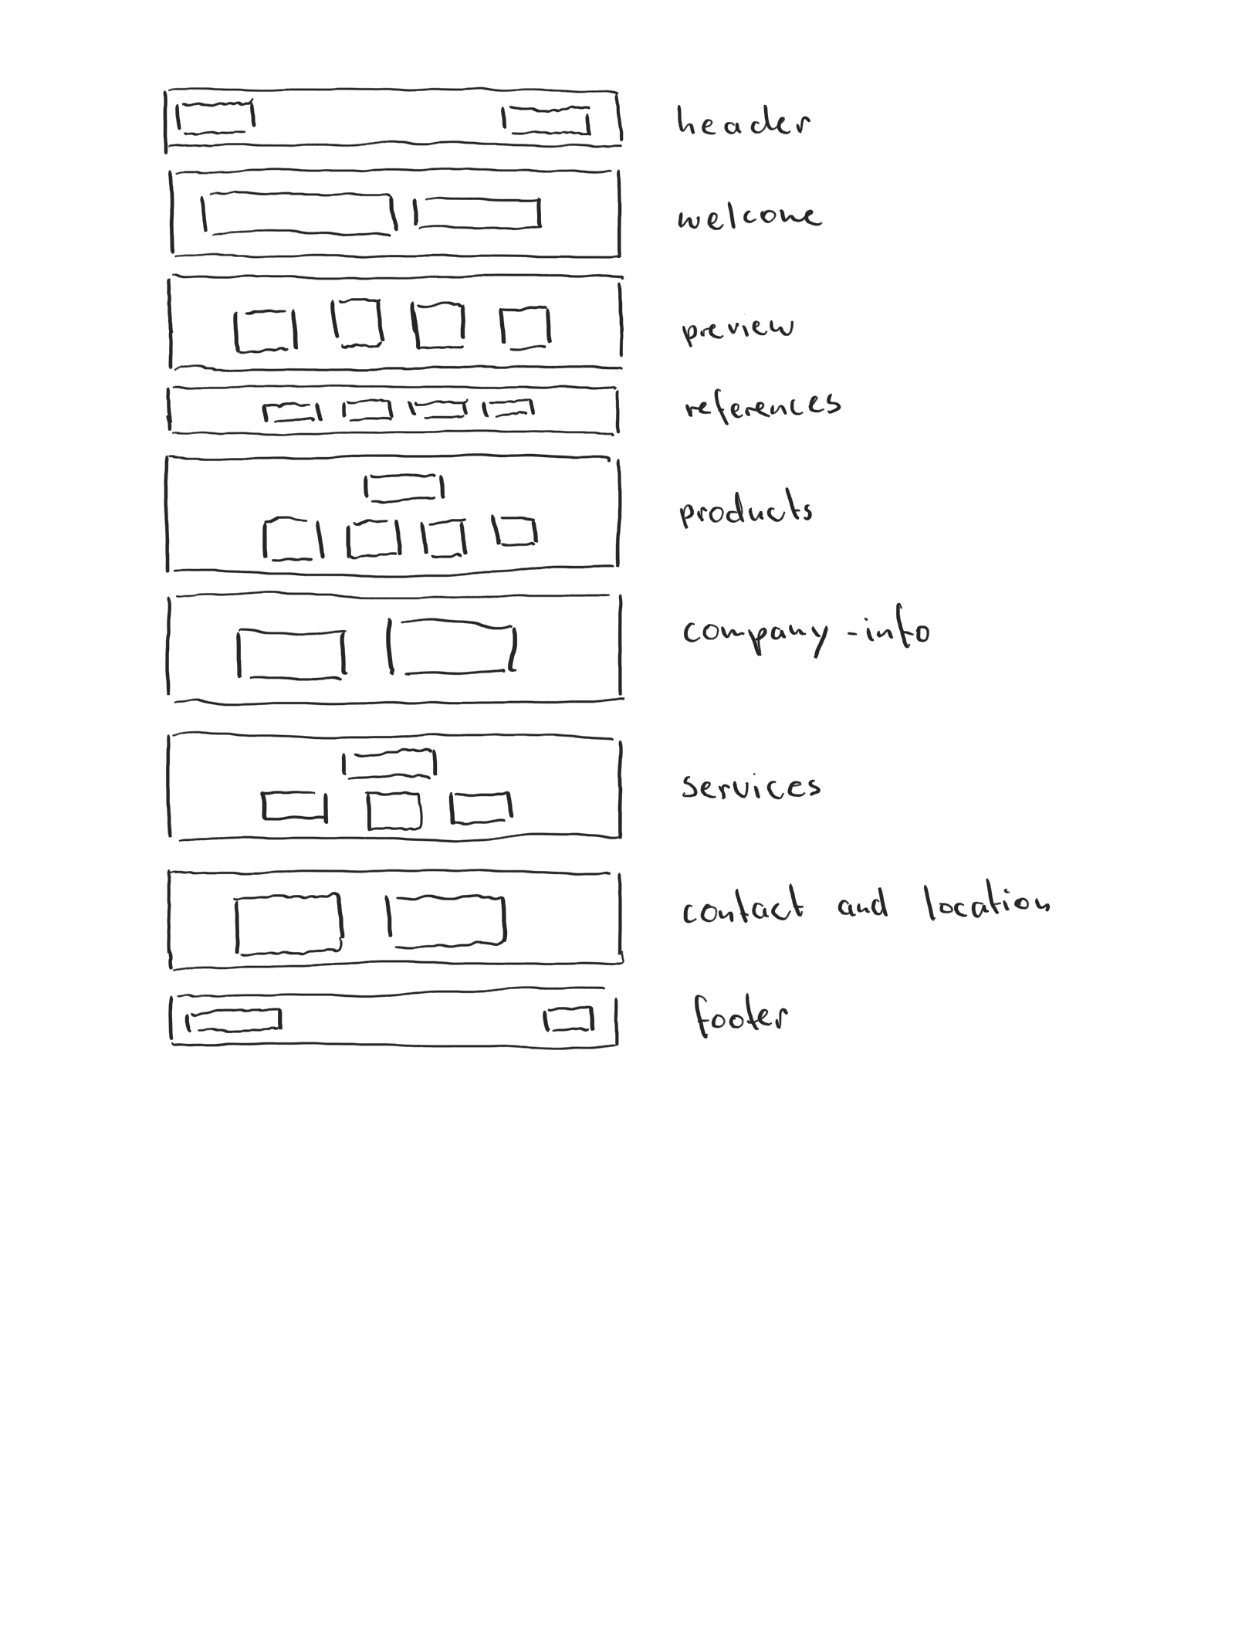 header
welcome
preview
references
products
company-info
services
contact and location
footer